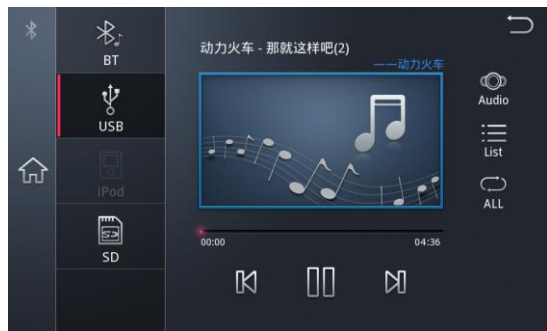 BT
USB
iPod
SD
动力火车 - 那就这样吧(2)
——动力火车
00:00
04:36
Audio
List
ALL